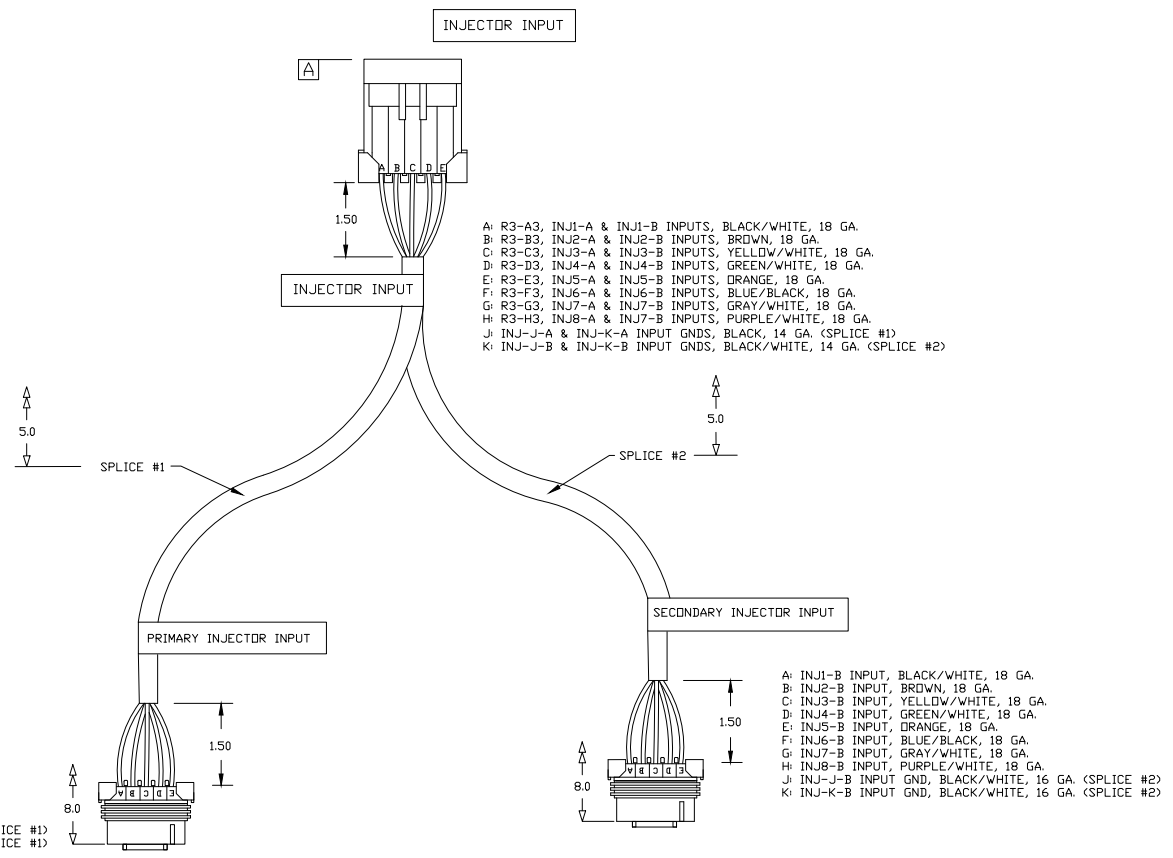 INJECTOR INPUT
A
A B C D E
1.50
A: R3-A3, INJ1-A & INJ1-B INPUTS, BLACK/WHITE, 18 GA.
B: R3-B3, INJ2-A & INJ2-B INPUTS, BROWN, 18 GA.
C: R3-C3, INJ3-A & INJ3-B INPUTS, YELLOW/WHITE, 18 GA.
D: R3-D3, INJ4-A & INJ4-B INPUTS, GREEN/WHITE, 18 GA.
E: R3-E3, INJ5-A & INJ5-B INPUTS, ORANGE, 18 GA.
F: R3-F3, INJ6-A & INJ6-B INPUTS, BLUE/BLACK, 18 GA.
G: R3-G3, INJ7-A & INJ7-B INPUTS, GRAY/WHITE, 18 GA.
H: R3-H3, INJ8-A & INJ7-B INPUTS, PURPLE/WHITE, 18 GA.
J: INJ-J-A & INJ-K-A INPUT GNDS, BLACK, 14 GA. (SPLICE #1)
K: INJ-J-B & INJ-K-B INPUT GNDS, BLACK/WHITE, 14 GA. (SPLICE #2)
INJECTOR INPUT
5.0
5.0
SPLICE #1
SPLICE #2
PRIMARY INJECTOR INPUT
SECONDARY INJECTOR INPUT
A: INJ1-B INPUT, BLACK/WHITE, 18 GA.
B: INJ2-B INPUT, BROWN, 18 GA.
C: INJ3-B INPUT, YELLOW/WHITE, 18 GA.
D: INJ4-B INPUT, GREEN/WHITE, 18 GA.
E: INJ5-B INPUT, ORANGE, 18 GA.
F: INJ6-B INPUT, BLUE/BLACK, 18 GA.
G: INJ7-B INPUT, GRAY/WHITE, 18 GA.
H: INJ8-B INPUT, PURPLE/WHITE, 18 GA.
J: INJ-J-B INPUT GND, BLACK/WHITE, 16 GA. (SPLICE #2)
K: INJ-K-B INPUT GND, BLACK/WHITE, 16 GA. (SPLICE #2)
1.50
1.50
A B C D E
8.0
A B C D E
8.0
ICE #1)
ICE #1)